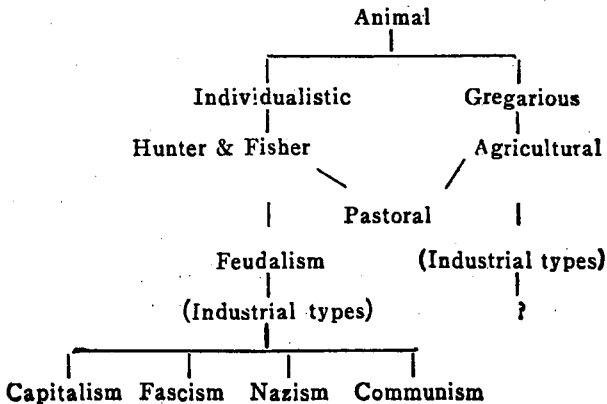 Animal
Individualistic Gregarious
Hunter & Fisher Agricultural
Pastoral
Feudalism (Industrial types)
(Industrial types) ?
Capitalism Fascism Nazism Communism